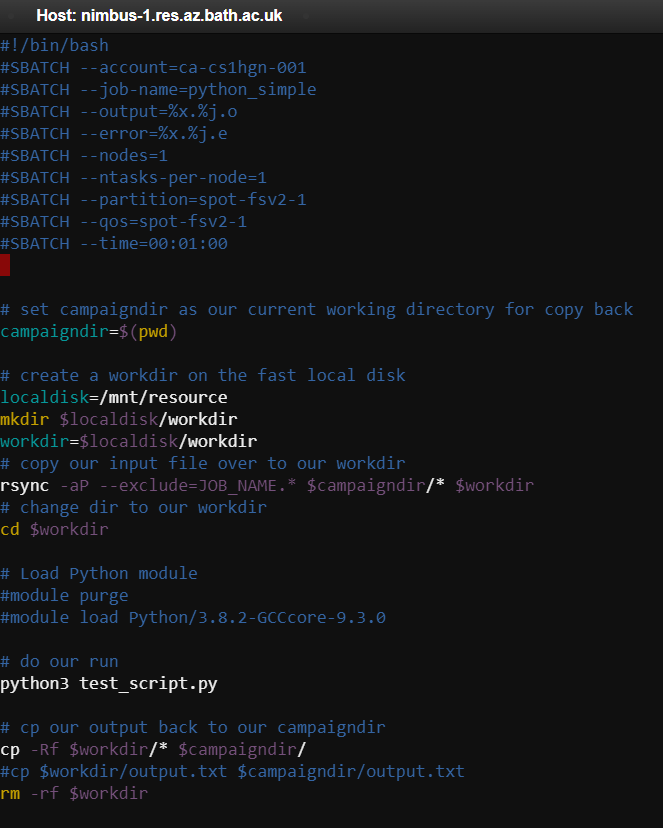 Host: nimbus-1.res.az.bath.ac.uk
#!/bin/bash
#SBATCH --account=ca-cs1hgn-001
#SBATCH --job-name=python_simple
#SBATCH --output=%x.%j.o
#SBATCH --error=%x.%j.e
#SBATCH --nodes=1
#SBATCH --ntasks-per-node=1
#SBATCH --partition=spot-fsv2-1
#SBATCH --qos=spot-fsv2-1
#SBATCH --time=00:01:00
# set campaigndir as our current working directory for copy back
campaigndir=$(pwd)
# create a workdir on the fast local disk
localdisk=/mnt/resource
mkdir $localdisk/workdir
workdir=$localdisk/workdir
# copy our input file over to our workdir
rsync -aP --exclude=JOB_NAME.* $campaigndir/* $workdir
# change dir to our workdir
cd $workdir
# Load Python module
#module purge
#module load Python/3.8.2-GCCcore-9.3.0
# do our run
python3 test_script.py
# cp our output back to our campaigndir
cp -Rf $workdir/* $campaigndir/
#cp $workdir/output.txt $campaigndir/output.txt
rm -rf $workdir